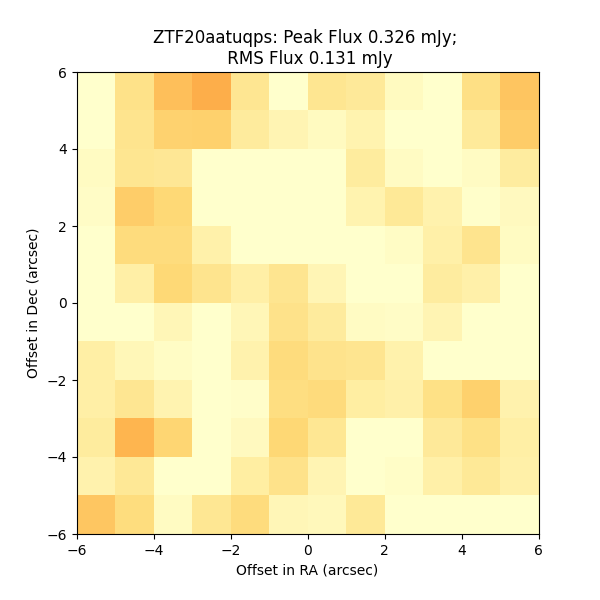 ZTF20aatuqps: Peak Flux 0.326 mJy;
RMS Flux 0.131 mJy
6
4
2
0
−2
−4
−6
Offset in Dec (arcsec)
−6 −4 −2 0 2 4 6
Offset in RA (arcsec)